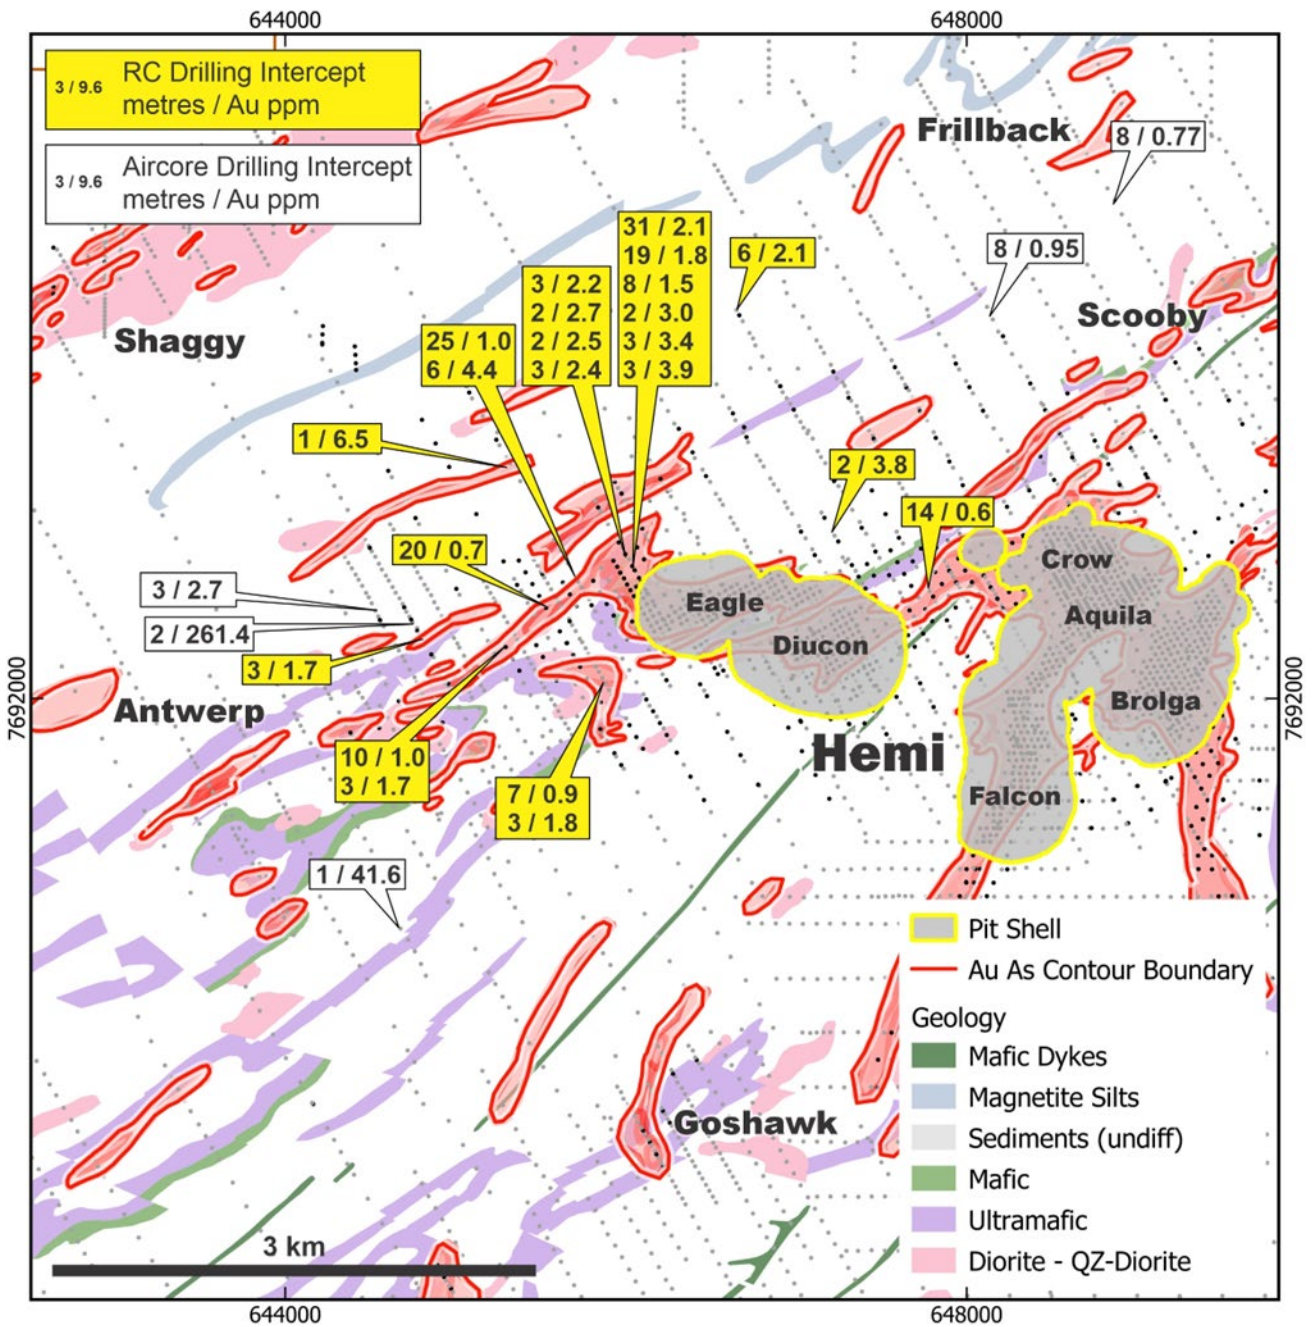 644000
648000
3 / 9.6 RC Drilling Intercept
metres / Au ppm
3 / 9.6 Aircore Drilling Intercept
metres / Au ppm
Frillback
8 / 0.77
31 / 2.1
19 / 1.8
8 / 1.5
2 / 3.0
3 / 3.4
3 / 3.9
6 / 2.1
8 / 0.95
3 / 2.2
2 / 2.7
2 / 2.5
3 / 2.4
Scooby
Shaggy
25 / 1.0
6 / 4.4
1 / 6.5
2 / 3.8
14 / 0.6
20 / 0.7
Crow
3 / 2.7
Eagle
Aquila
2 / 261.4
Diucon
3 / 1.7
7692000
7692000
Antwerp
Brolga
Hemi
10 / 1.0
3 / 1.7
7 / 0.9
3 / 1.8
Falcon
1 / 41.6
Pit Shell
Au As Contour Boundary
Geology
Mafic Dykes
Magnetite Silts
Sediments (undiff)
Mafic
Ultramafic
Diorite - QZ-Diorite
Goshawk
3 km
644000
648000